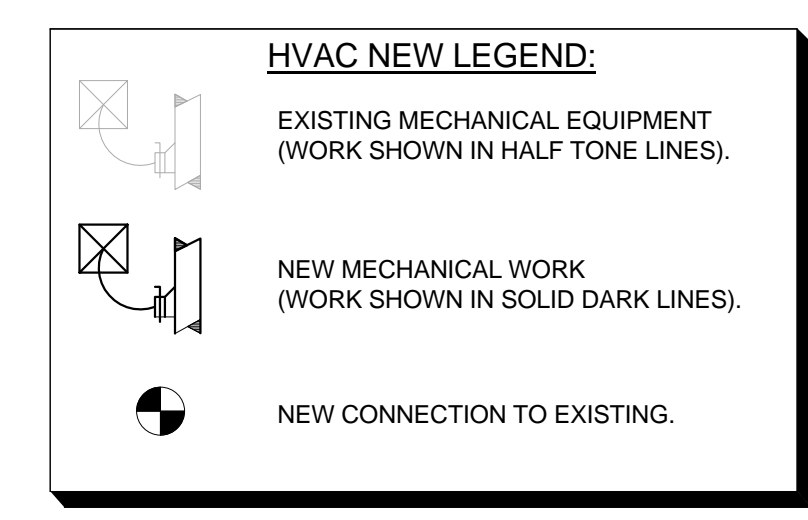 HVAC NEW LEGEND:
EXISTING MECHANICAL EQUIPMENT
(WORK SHOWN IN HALF TONE LINES).
NEW MECHANICAL WORK
(WORK SHOWN IN SOLID DARK LINES).
NEW CONNECTION TO EXISTING.